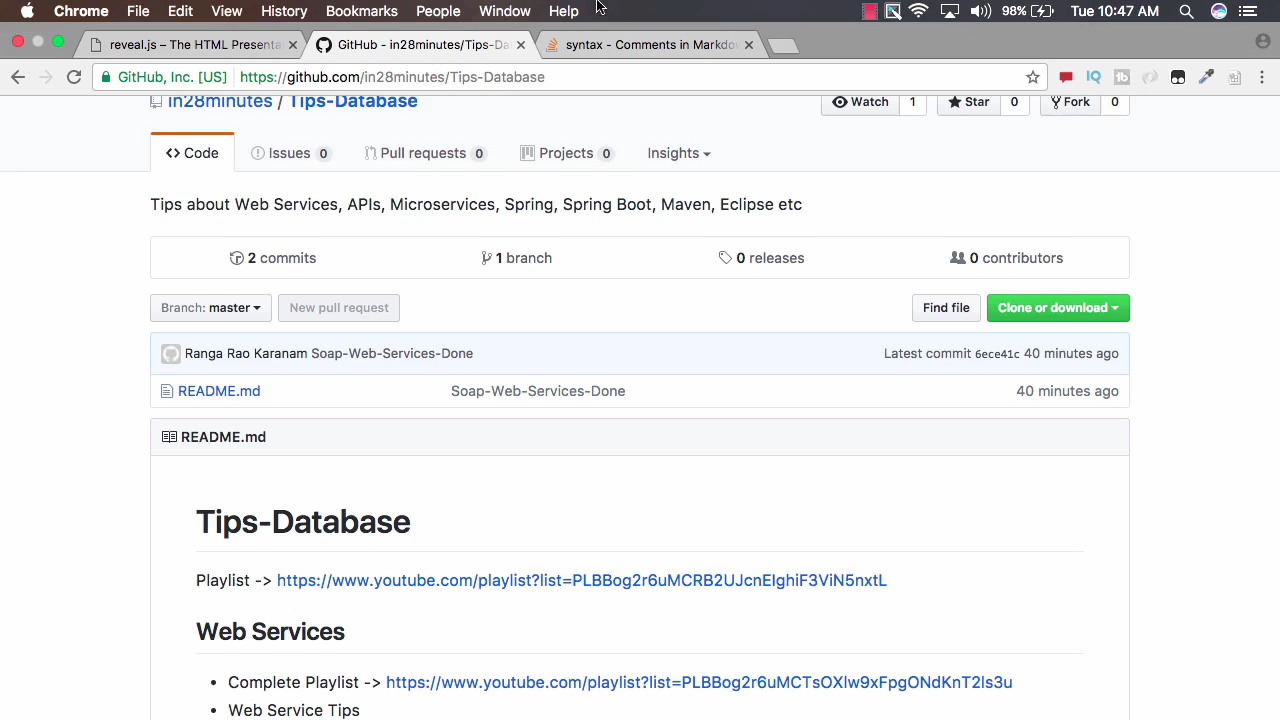 Chrome File Edit View History Bookmarks People Window Help 98% Tue 10:47 AM
reveal.js – The HTML Presenta GitHub - in28minutes/Tips-Da syntax - Comments in Markdo
GitHub, Inc. [US] https://github.com/in28minutes/Tips-Database
in28minutes / Tips-Database Watch 1 Star 0 Fork 0
Code Issues 0 Pull requests 0 Projects 0 Insights
Tips about Web Services, APIs, Microservices, Spring, Spring Boot, Maven, Eclipse etc
2 commits 1 branch 0 releases 0 contributors
Branch: master New pull request Find file Clone or download
Ranga Rao Karanam Soap-Web-Services-Done Latest commit 6ece41c 40 minutes ago
README.md Soap-Web-Services-Done 40 minutes ago
README.md
Tips-Database
Playlist -> https://www.youtube.com/playlist?list=PLBBog2r6uMCRB2UJcnEIghiF3ViN5nxtL
Web Services
• Complete Playlist -> https://www.youtube.com/playlist?list=PLBBog2r6uMCTsOXIw9xFpgONdKnT2Is3u
• Web Service Tips